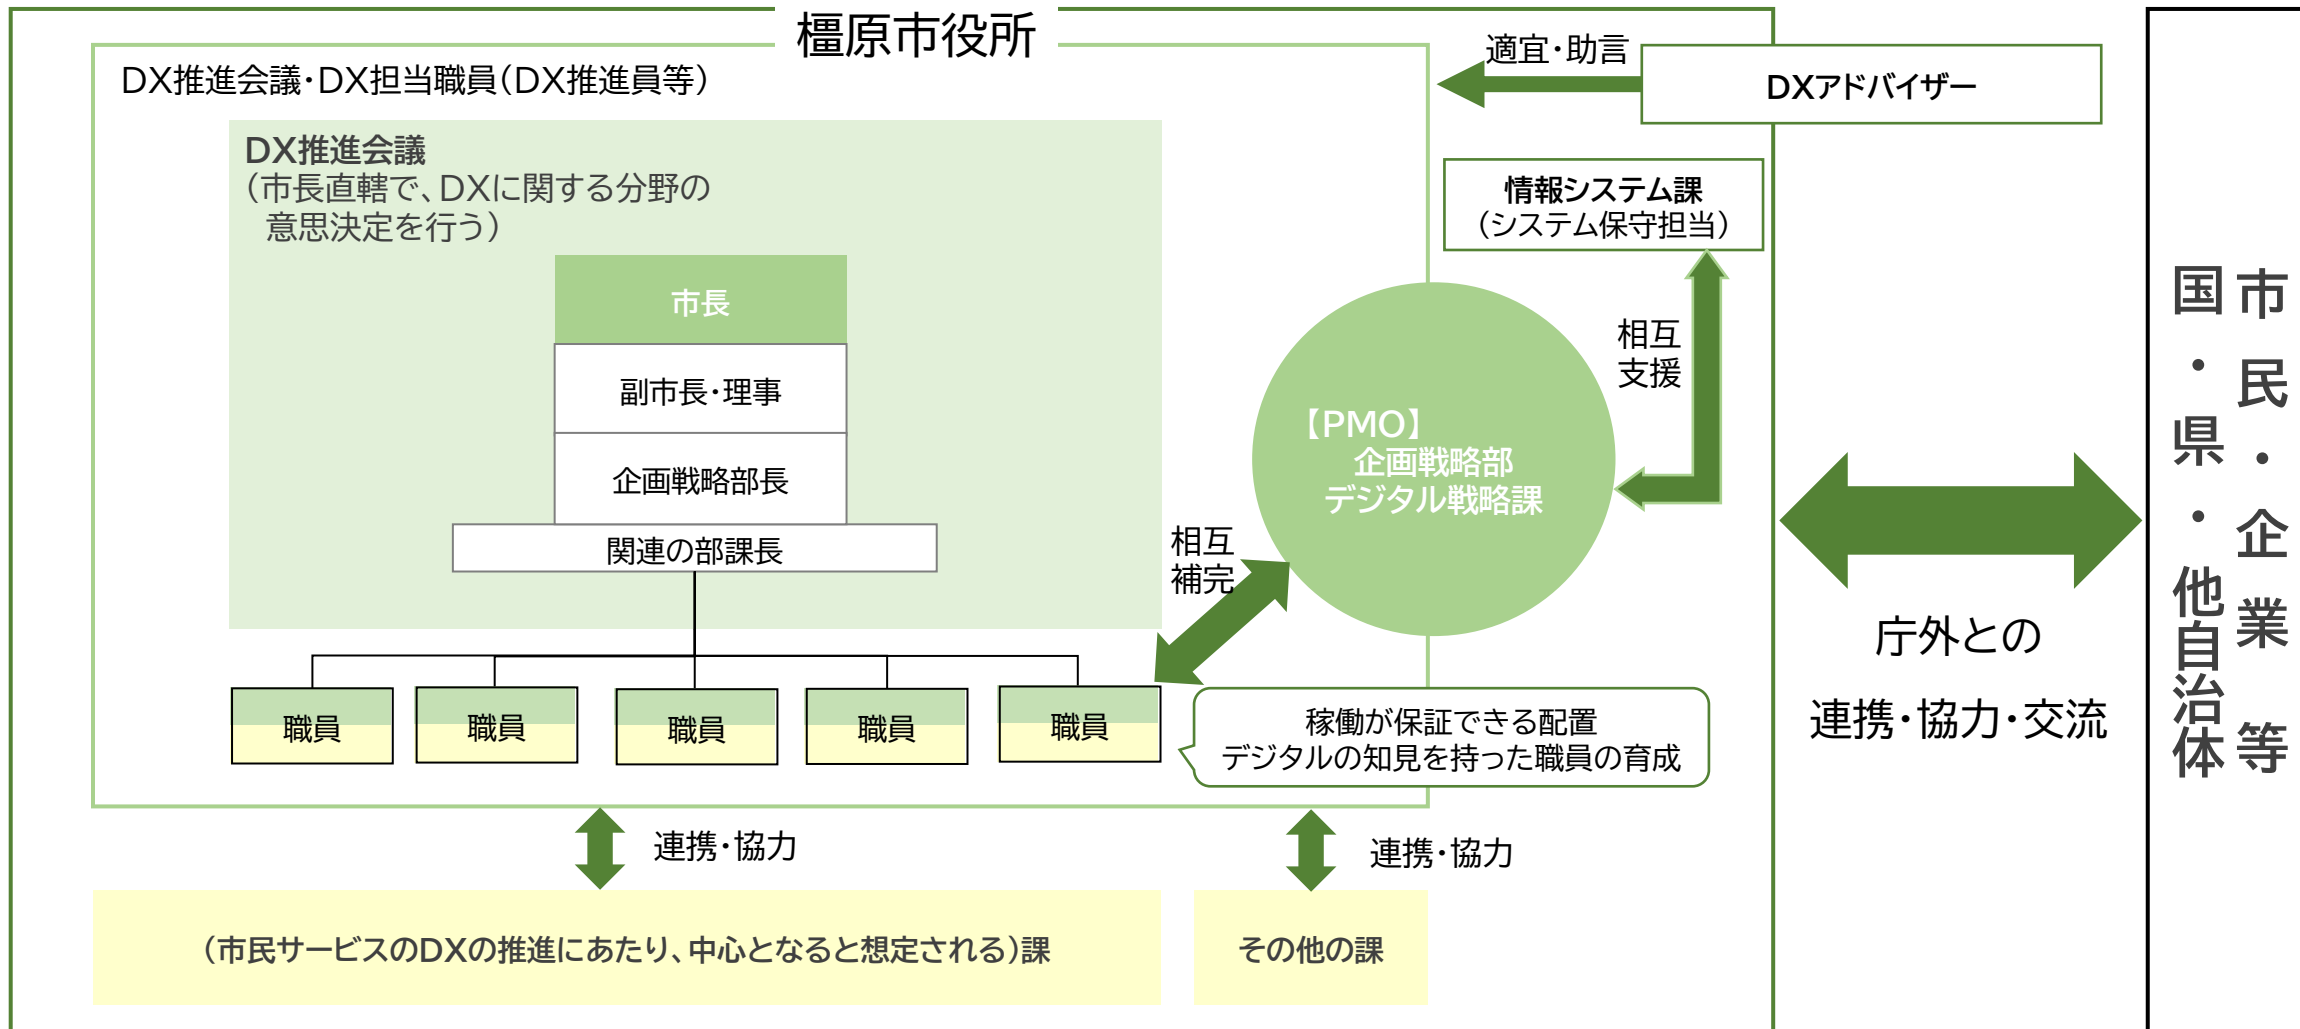 橿原市役所
DX推進会議・DX担当職員（DX推進員等）
適宜・助言
DXアドバイザー
DX推進会議
（市長直轄で、DXに関する分野の
意思決定を行う）
情報システム課
（システム保守担当）
市長
副市長・理事
企画戦略部長
関連の部課長
相互
支援
【PMO】
企画戦略部
デジタル戦略課
相互
補完
職員
職員
職員
職員
職員
稼働が保証できる配置
デジタルの知見を持った職員の育成
連携・協力
連携・協力
（市民サービスのDXの推進にあたり、中心となると想定される）課
その他の課
庁外との
連携・協力・交流
市民・企業等
国・県・他自治体